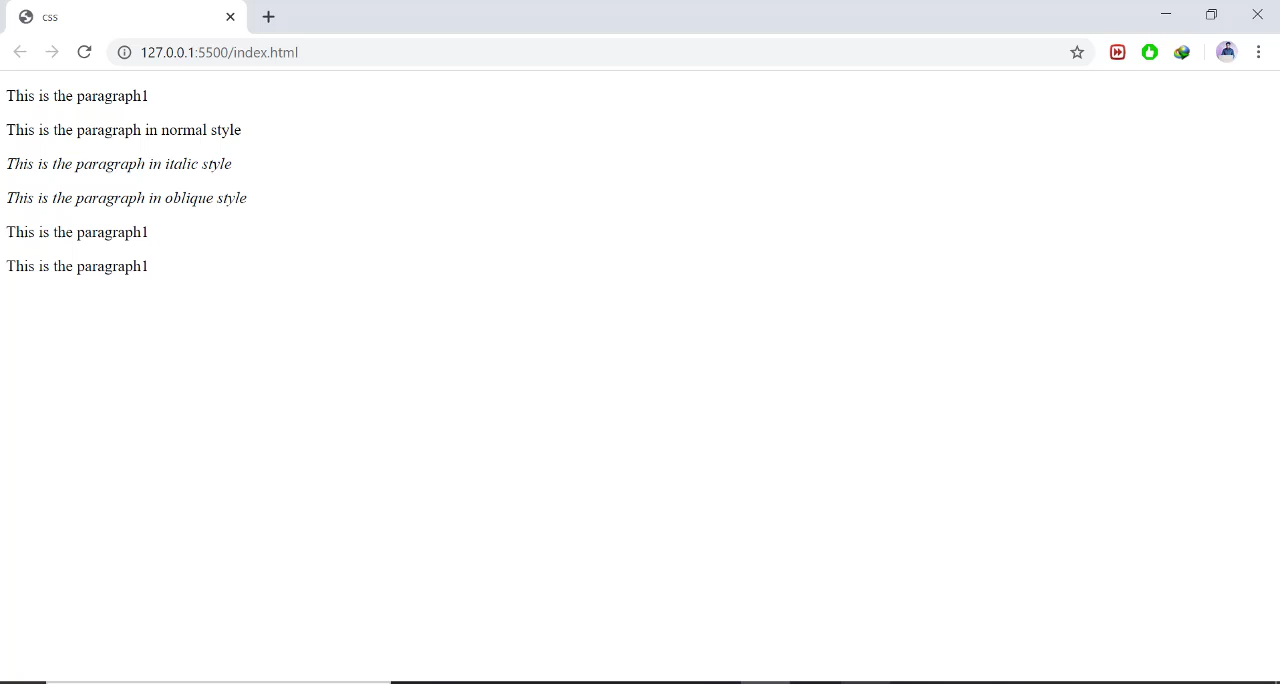 css
127.0.0.1:5500/index.html
This is the paragraph1
This is the paragraph in normal style
This is the paragraph in italic style
This is the paragraph in oblique style
This is the paragraph1
This is the paragraph1